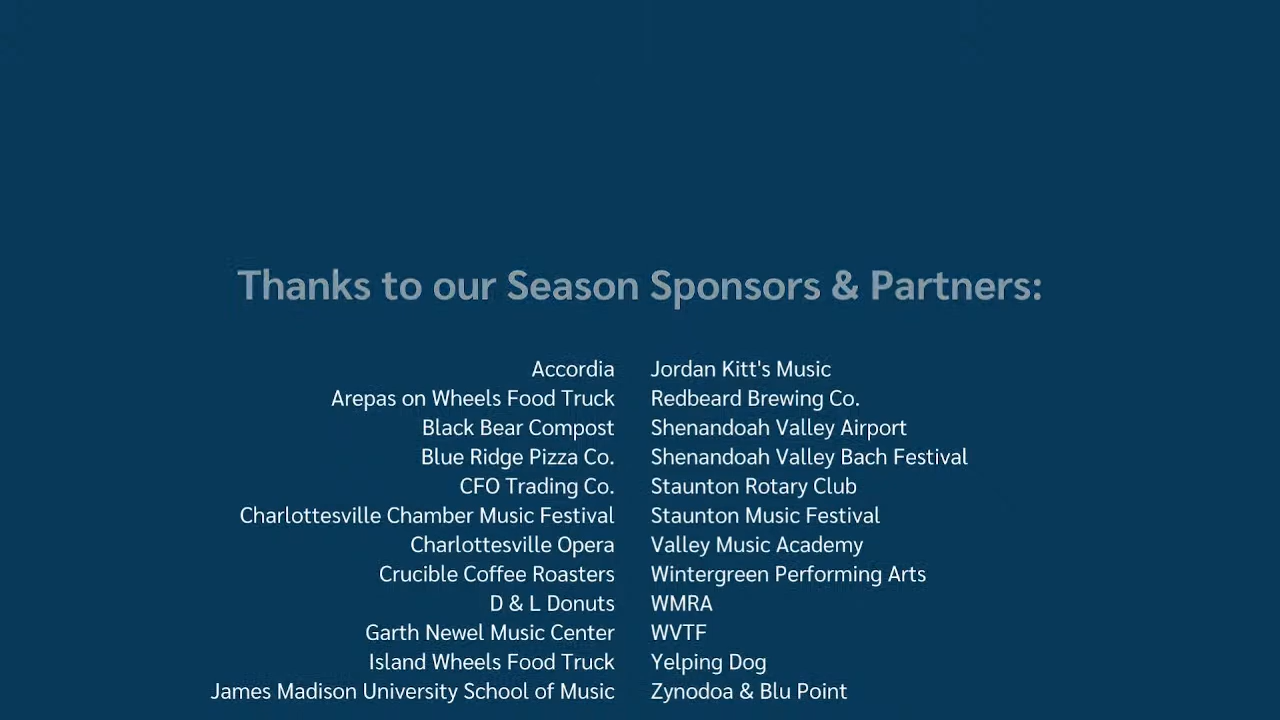 Thanks to our Season Sponsors & Partners:
Accordia
Arepas on Wheels Food Truck
Black Bear Compost
Blue Ridge Pizza Co.
CFO Trading Co.
Charlottesville Chamber Music Festival
Charlottesville Opera
Crucible Coffee Roasters
D & L Donuts
Garth Newel Music Center
Island Wheels Food Truck
James Madison University School of Music
Jordan Kitt's Music
Redbeard Brewing Co.
Shenandoah Valley Airport
Shenandoah Valley Bach Festival
Staunton Rotary Club
Staunton Music Festival
Valley Music Academy
Wintergreen Performing Arts
WMRA
WVTF
Yelping Dog
Zynodoa & Blu Point